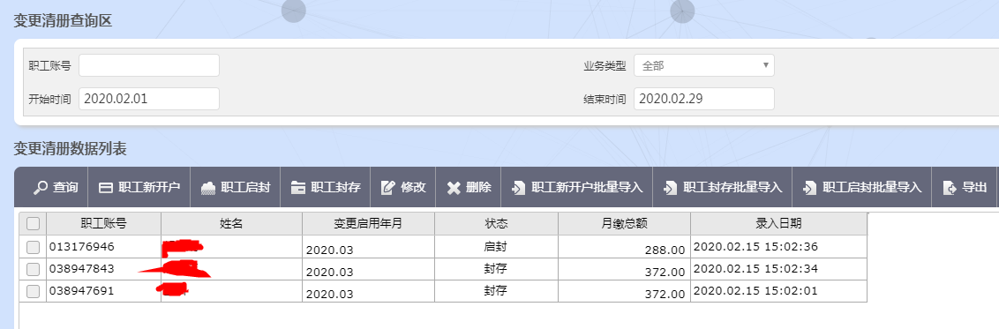 变更清册查询区
职工账号 业务类型 全部
开始时间 2020.02.01 结束时间 2020.02.29
变更清册数据列表
查询 职工新开户 职工启封 职工封存 修改 删除 职工新开户批量导入 职工封存批量导入 职工启封批量导入 导出
职工账号 姓名 变更启用年月 状态 月缴总额 录入日期
013176946 2020.03 启封 288.00 2020.02.15 15:02:36
038947843 2020.03 封存 372.00 2020.02.15 15:02:34
038947691 2020.03 封存 372.00 2020.02.15 15:02:01